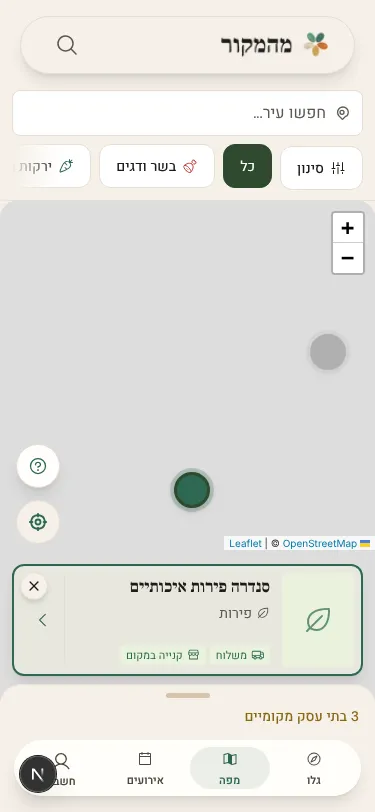 מהמקור
חפשו עיר...
סינון
כל
בשר ודגים
ירקות
+
−
Leaflet | © OpenStreetMap
סנדרה פירות איכותיים
פירות
משלוח
קנייה במקום
3 בתי עסק מקומיים
גלו
מפה
אירועים
חשב
N